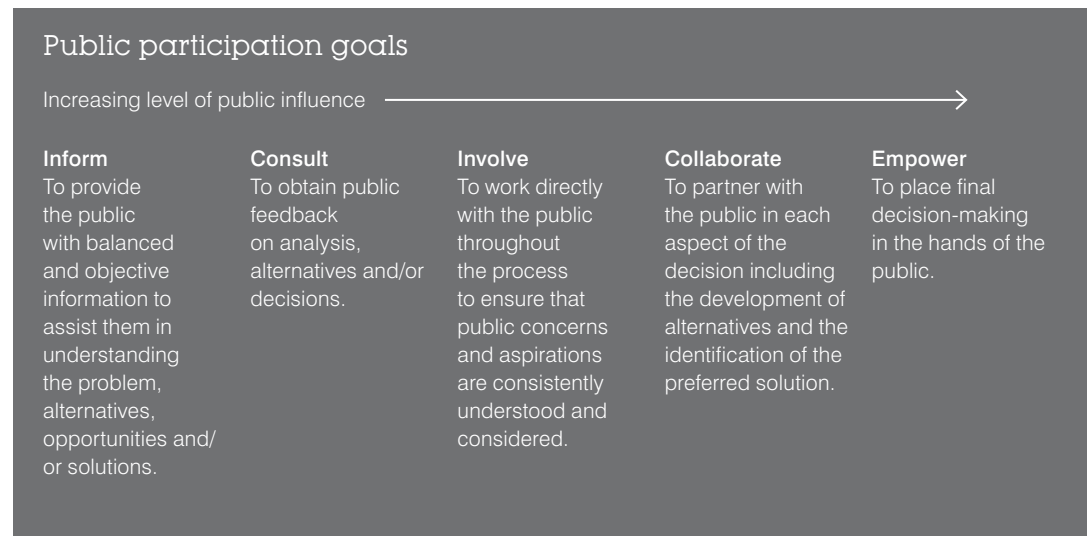 Public participation goals
Increasing level of public influence
Inform
To provide
the public
with balanced
and objective
information to
assist them in
understanding
the problem,
alternatives,
opportunities and/
or solutions.
Consult
To obtain public
feedback
on analysis,
alternatives and/or
decisions.
Involve
To work directly
with the public
throughout
the process
to ensure that
public concerns
and aspirations
are consistently
understood and
considered.
Collaborate
To partner with
the public in each
aspect of the
decision including
the development of
alternatives and the
identification of the
preferred solution.
Empower
To place final
decision-making
in the hands of the
public.